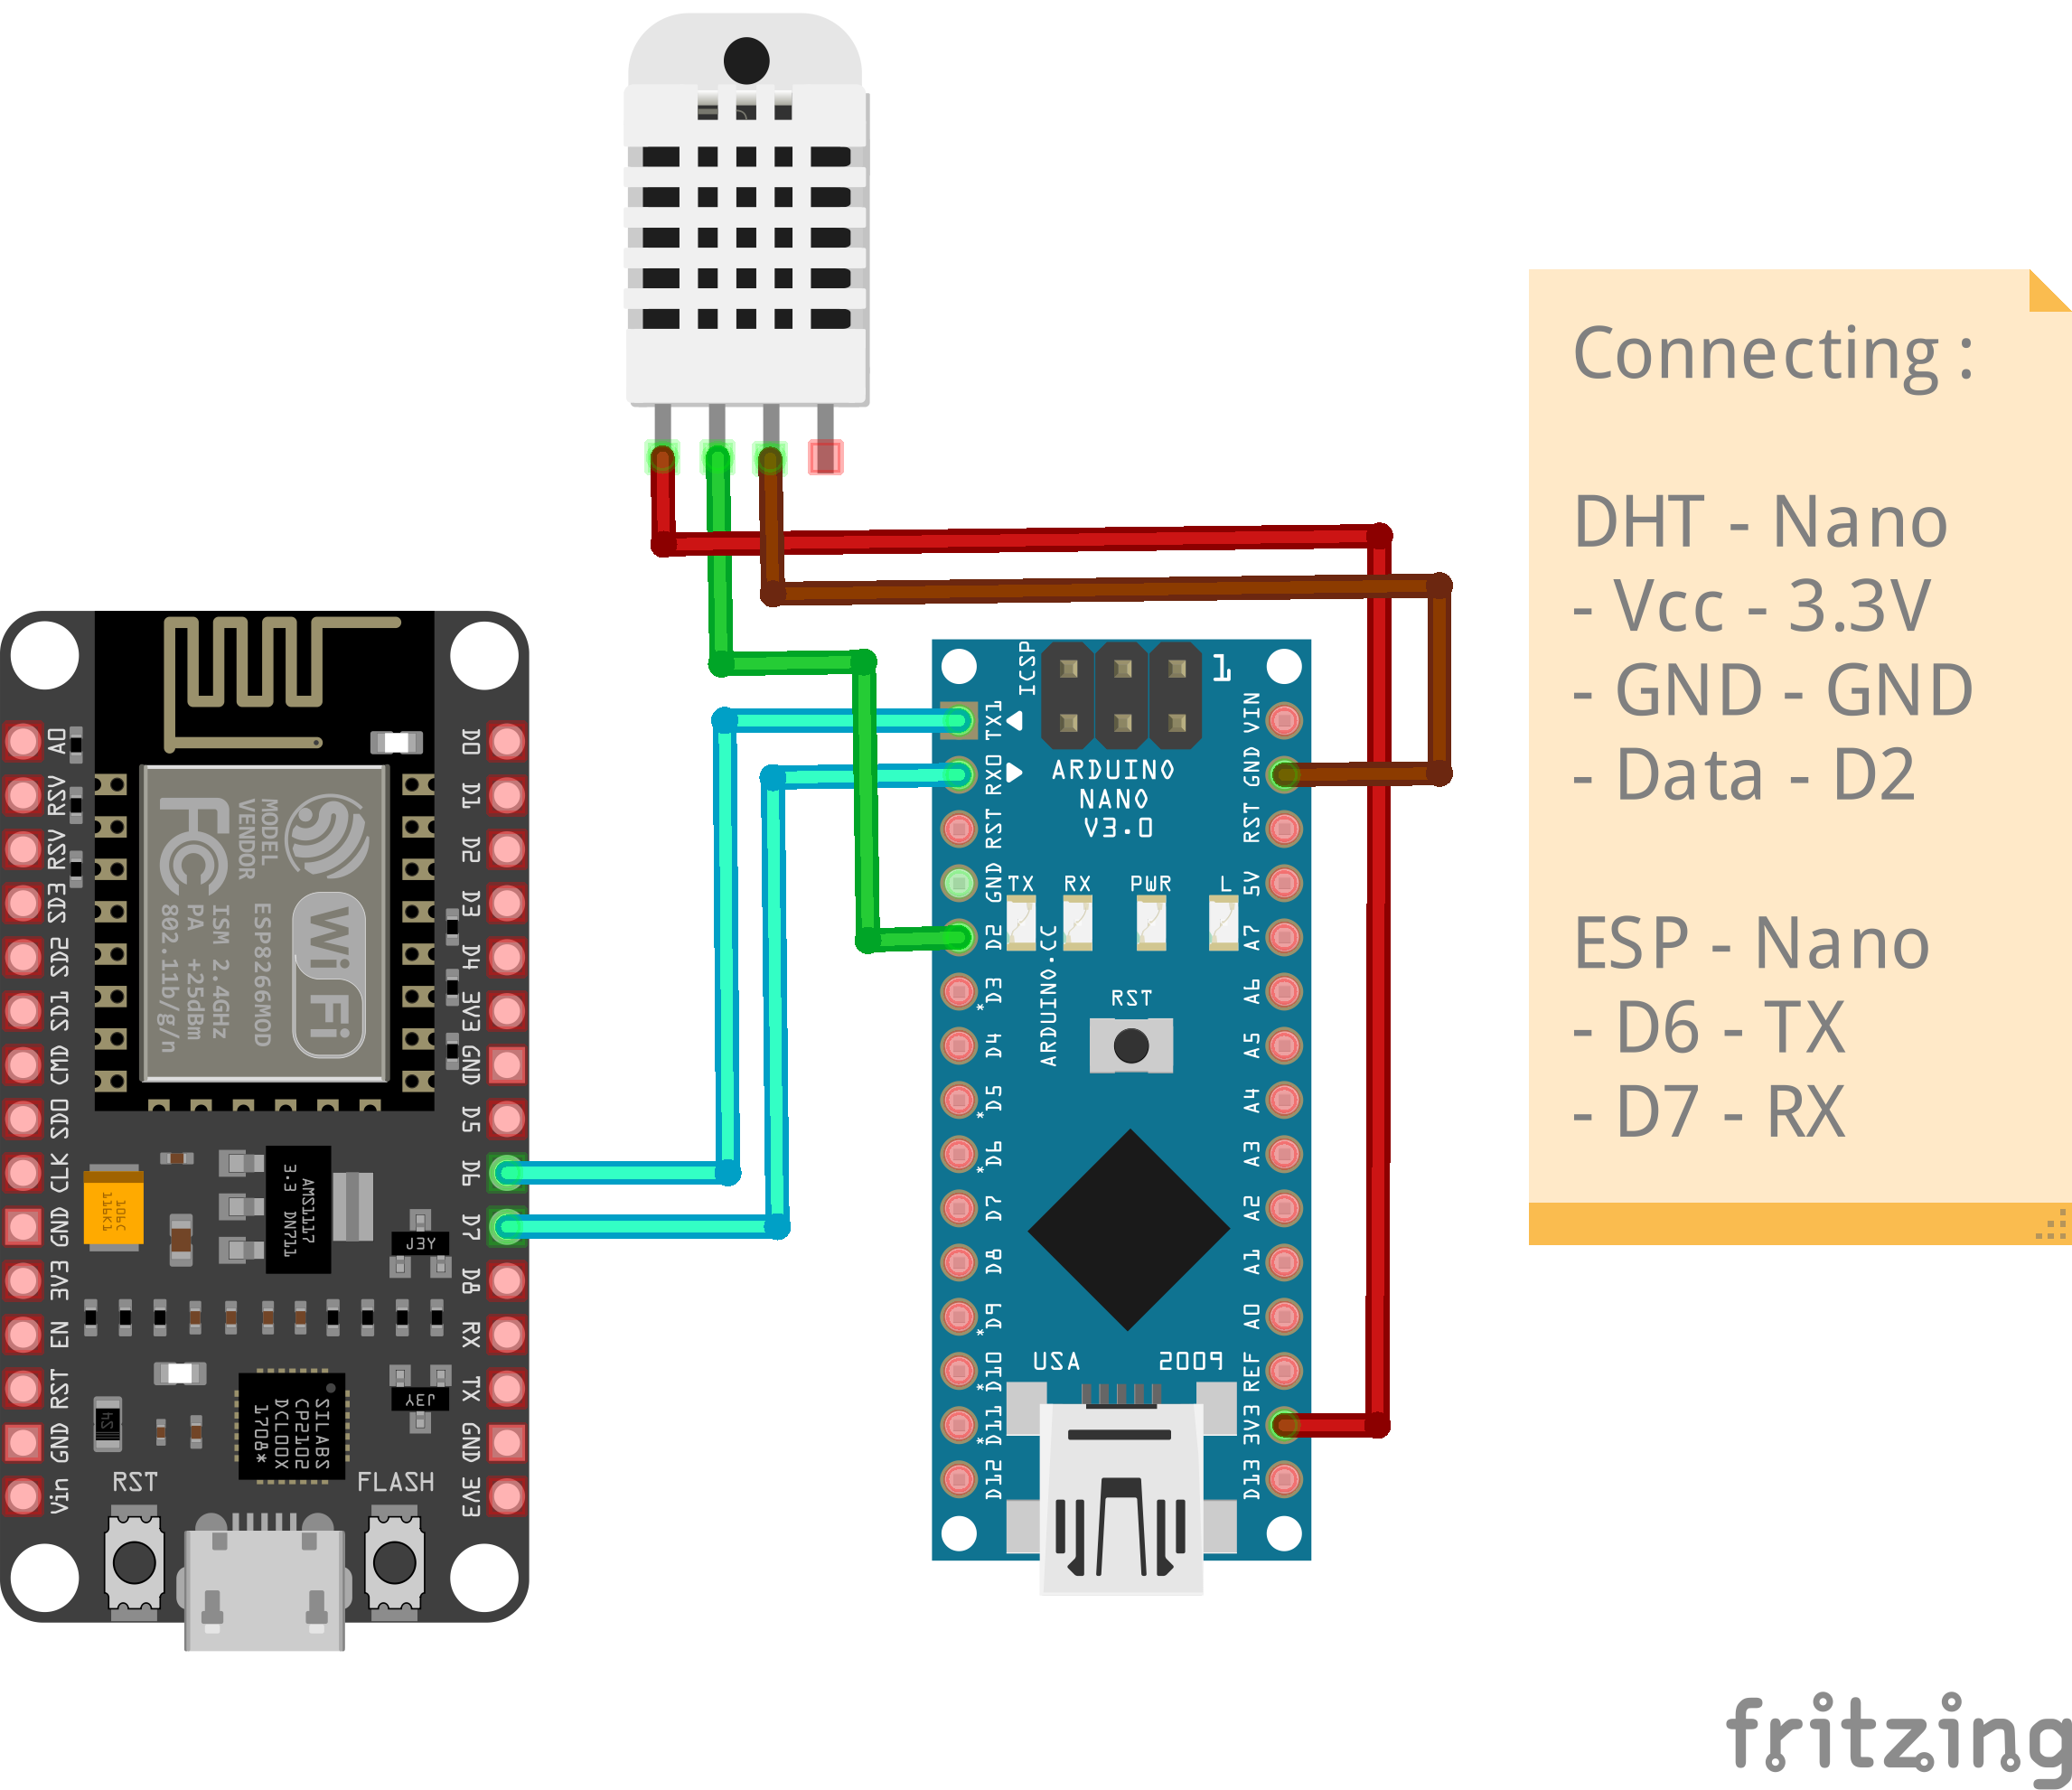 Connecting :
DHT - Nano
- Vcc - 3.3V
- GND - GND
- Data - D2
ESP - Nano
- D6 - TX
- D7 - RX
A0
RSV
RSV
SD3
SD2
SD1
CMD
SD0
CLK
GND
3V3
EN
RST
GND
Vin
D0
D1
D2
D3
D4
3V3
GND
D5
D6
D7
D8
RX
TX
GND
3V3
MODEL
VENDOR
ESP8266MOD
ISM 2.4GHz
PA +25dBm
802.11b/g/n
FC
Wi Fi
AMS1117
3.3 DN711
J3Y
J3Y
SILABS
CP2102
DCL00X
1708*
RST
FLASH
ICSP
1
TX1
RX0
RST
GND
D2
*D3
D4
*D5
*D6
D7
D8
*D9
*D10
*D11
D12
VIN
GND
RST
5V
A7
A6
A5
A4
A3
A2
A1
A0
REF
3V3
D13
ARDUINO
NANO
V3.0
TX
RX
PWR
L
ARDUINO.CC
RST
USA
2009
fritzing